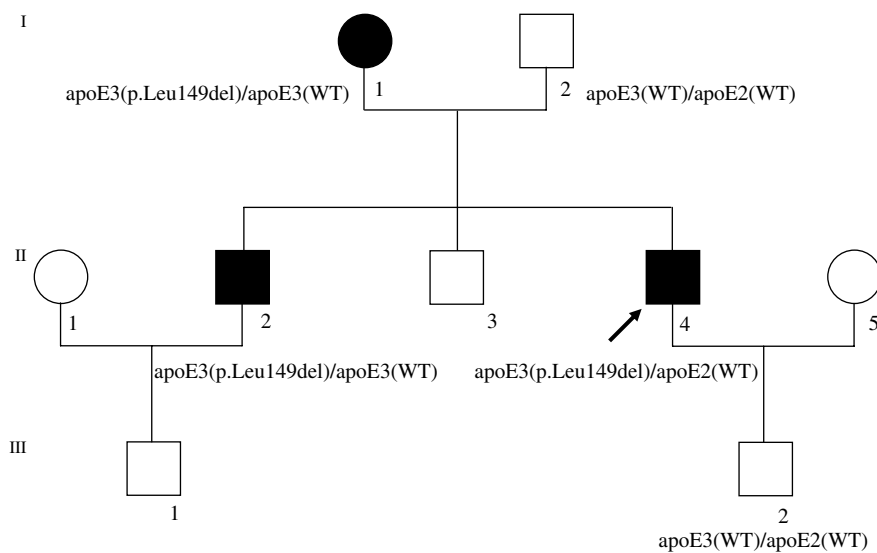 I
1
2
apoE3(p.Leu149del)/apoE3(WT)
apoE3(WT)/apoE2(WT)
II
1
2
3
4
5
apoE3(p.Leu149del)/apoE3(WT)
apoE3(p.Leu149del)/apoE2(WT)
III
1
2
apoE3(WT)/apoE2(WT)